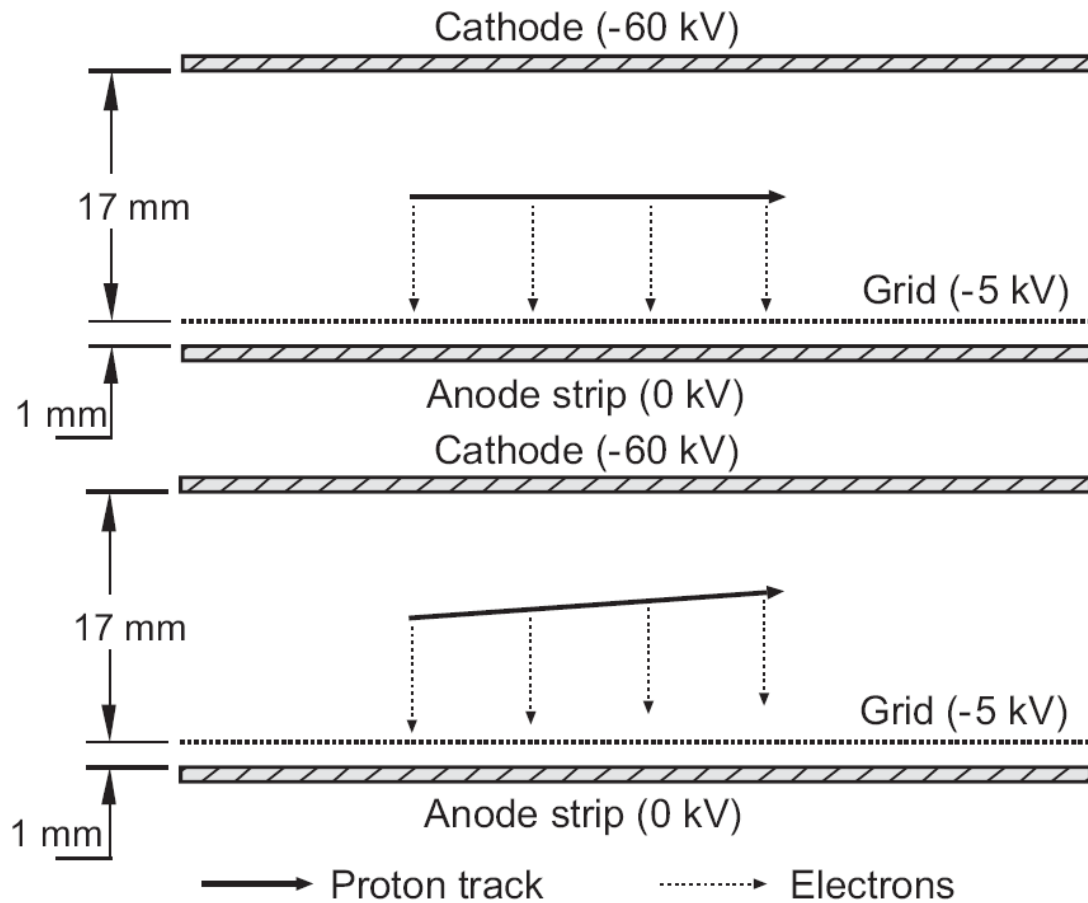 Cathode (-60 kV)
17 mm
Grid (-5 kV)
Anode strip (0 kV)
1 mm
Cathode (-60 kV)
17 mm
Grid (-5 kV)
Anode strip (0 kV)
1 mm
Proton track
Electrons